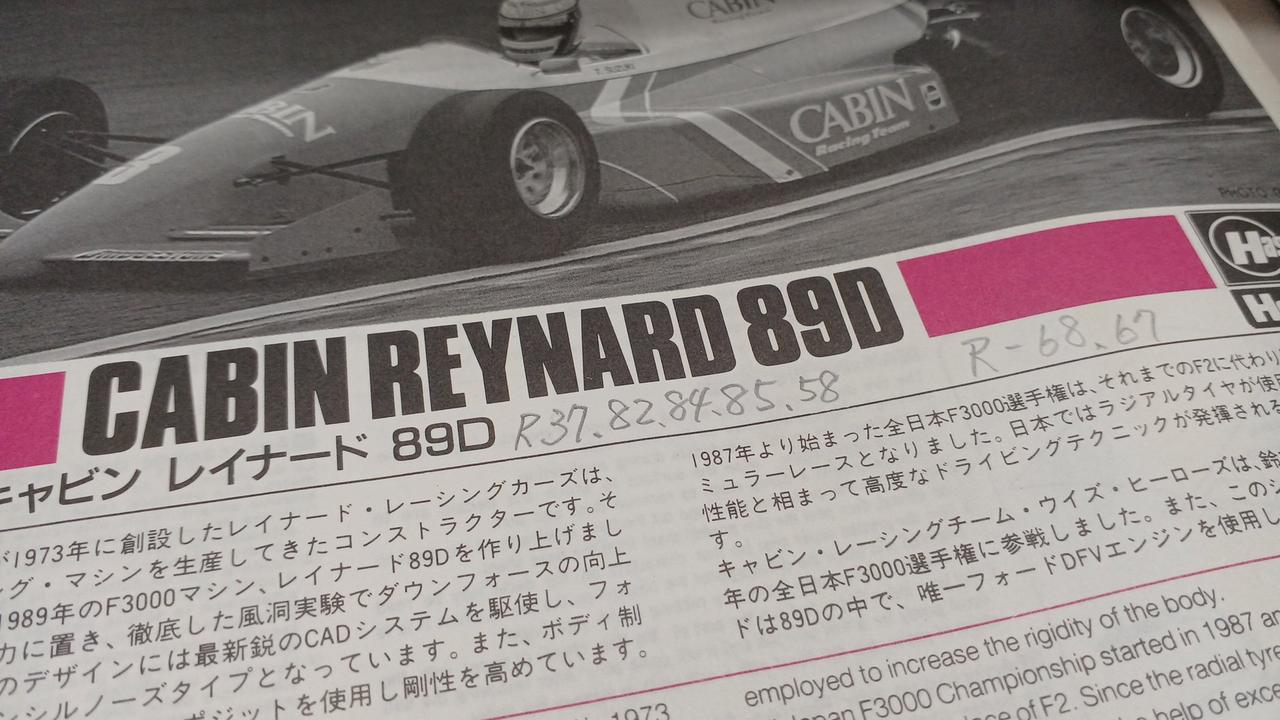 CABIN
T. SUZUKI
CABIN
Racing Team
CABIN REYNARD 89D
キャビン レイナード 89D
R37.82.84.85.58
R-68.67
が1973年に創設したレイナード・レーシングカーズは、
グ・マシンを生産してきたコンストラクターです。そ
1989年のF3000マシン、レイナード89Dを作り上げまし
力に置き、徹底した風洞実験でダウンフォースの向上
のデザインには最新鋭のCADシステムを駆使し、フォ
ンシルノーズタイプとなっています。また、ボディ制
ポジットを使用し剛性を高めています。
1987年より始まった全日本F3000選手権は、それまでのF2に代わり
ミュラーレースとなりました。日本ではラジアルタイヤが使用
性能と相まって高度なドライビングテクニックが発揮される
す。
キャビン・レーシングチーム・ウイズ・ヒーローズは、鈴
年の全日本F3000選手権に参戦しました。また、このシ
ドは89Dの中で、唯一フォードDFVエンジンを使用し
employed to increase the rigidity of the body.
Japan F3000 Championship started in 1987 an
place of F2. Since the radial tyre
help of exce
1973
PHOTO